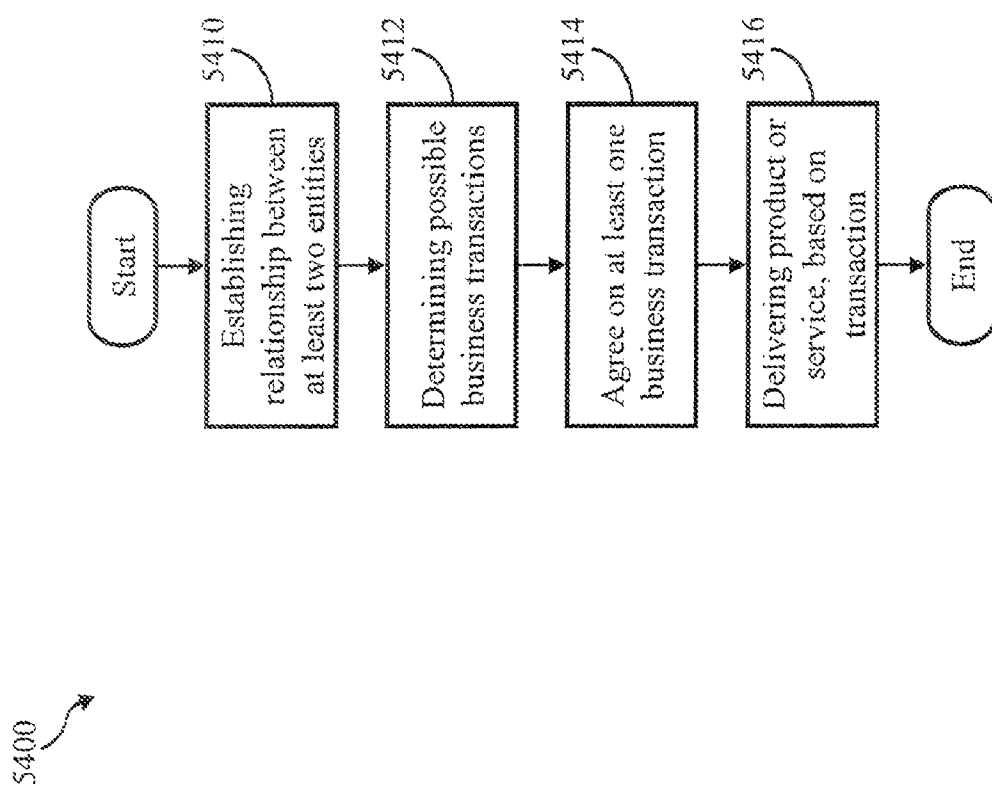 5400
Start
5410
Establishing
relationship between
at least two entities
5412
Determining possible
business transactions
5414
Agree on at least one
business transaction
5416
Delivering product or
service, based on
transaction
End